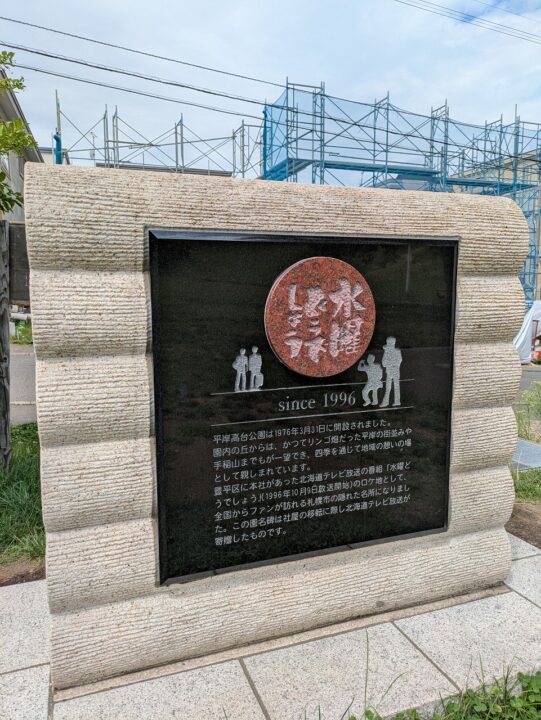 水曜
どう
でしょう
since 1996
平岸高台公園は1976年3月31日に開設されました。
園内の丘からは、かつてリンゴ畑だった平岸の街並みや
手稲山までもが一望でき、四季を通じて地域の憩いの場
として親しまれています。
豊平区に本社があった北海道テレビ放送の番組「水曜ど
うでしょう」(1996年10月9日放送開始)のロケ地として、
全国からファンが訪れる札幌市の隠れた名所になりまし
た。この園名碑は社屋の移転に際し北海道テレビ放送が
寄贈したものです。